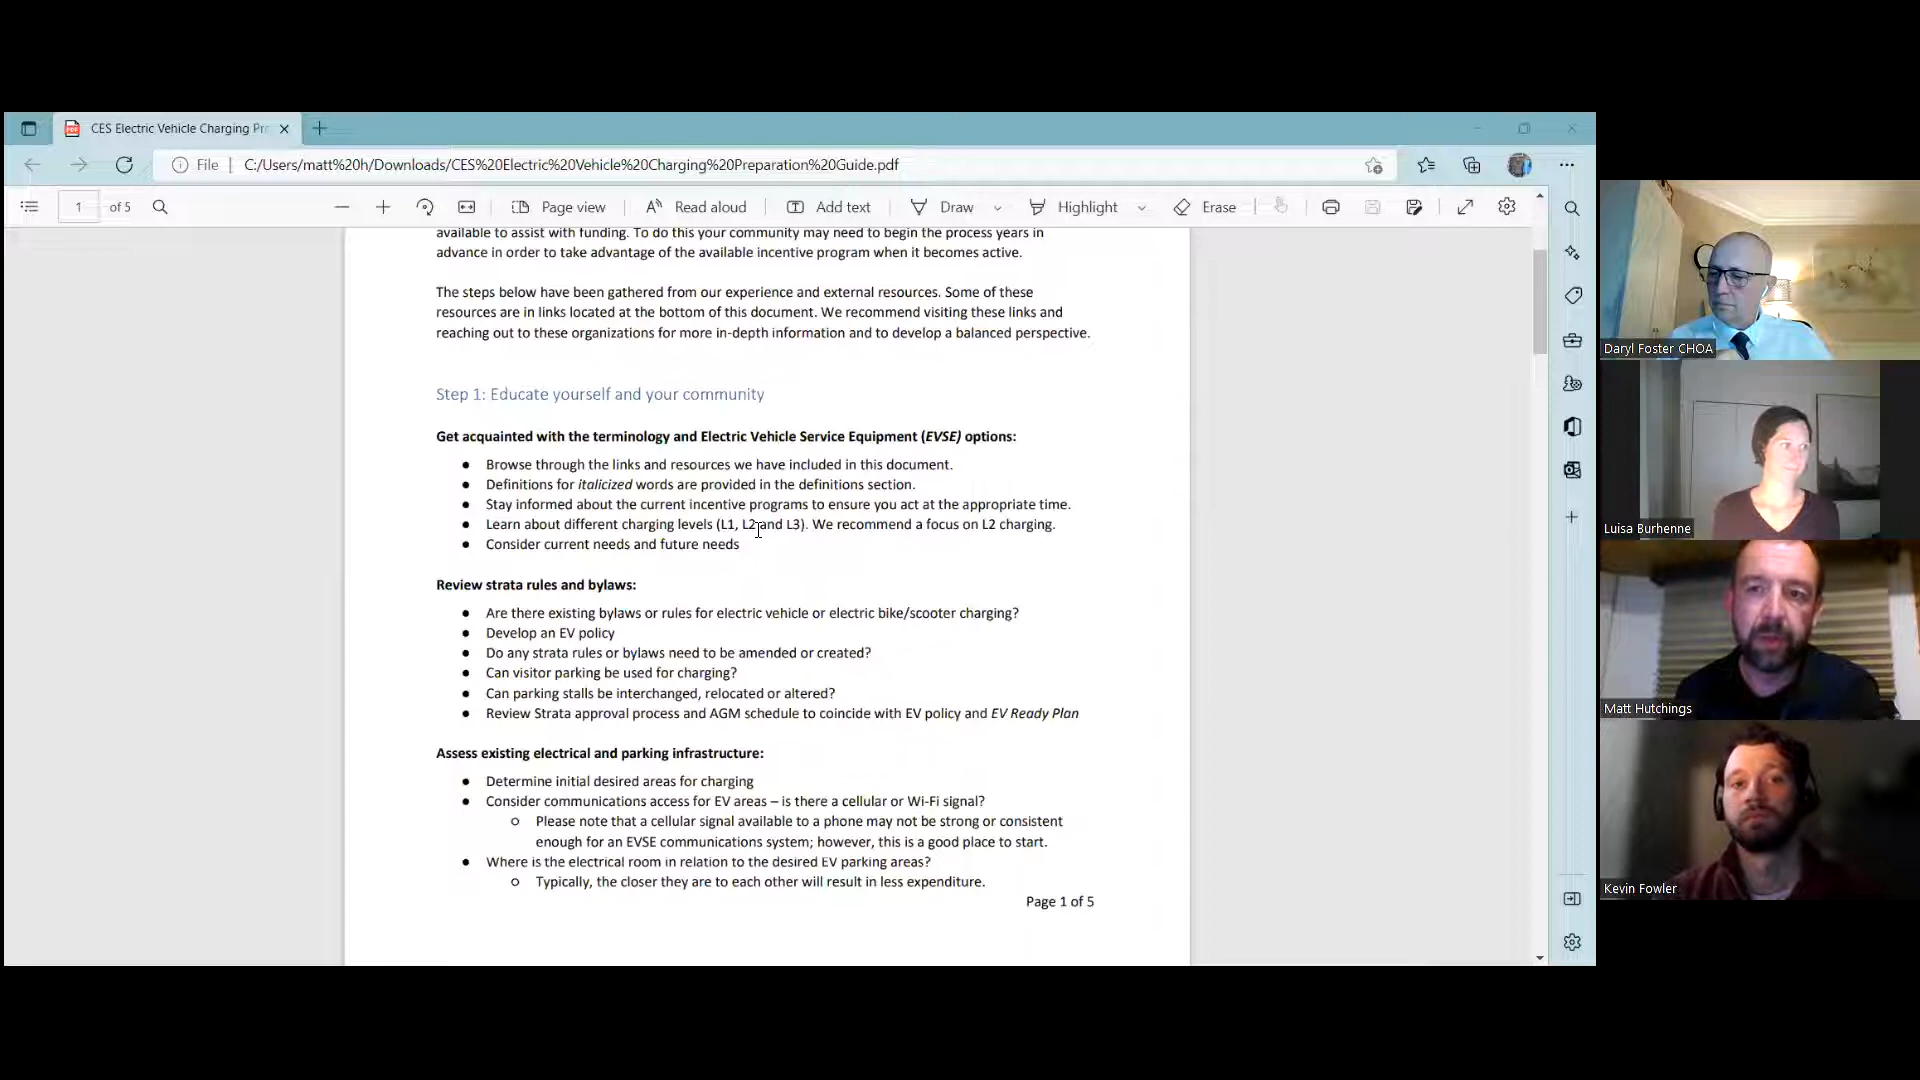 CES Electric Vehicle Charging Pr
File
C:/Users/matt%20h/Downloads/CES%20Electric%20Vehicle%20Charging%20Preparation%20Guide.pdf
1 of 5
Page view
Read aloud
Add text
Draw
Highlight
Erase
available to assist with funding. To do this your community may need to begin the process years in
advance in order to take advantage of the available incentive program when it becomes active.
The steps below have been gathered from our experience and external resources. Some of these
resources are in links located at the bottom of this document. We recommend visiting these links and
reaching out to these organizations for more in-depth information and to develop a balanced perspective.
Step 1: Educate yourself and your community
Get acquainted with the terminology and Electric Vehicle Service Equipment (EVSE) options:
● Browse through the links and resources we have included in this document.
● Definitions for italicized words are provided in the definitions section.
● Stay informed about the current incentive programs to ensure you act at the appropriate time.
● Learn about different charging levels (L1, L2 and L3). We recommend a focus on L2 charging.
● Consider current needs and future needs
Review strata rules and bylaws:
● Are there existing bylaws or rules for electric vehicle or electric bike/scooter charging?
● Develop an EV policy
● Do any strata rules or bylaws need to be amended or created?
● Can visitor parking be used for charging?
● Can parking stalls be interchanged, relocated or altered?
● Review Strata approval process and AGM schedule to coincide with EV policy and EV Ready Plan
Assess existing electrical and parking infrastructure:
● Determine initial desired areas for charging
● Consider communications access for EV areas – is there a cellular or Wi-Fi signal?
○ Please note that a cellular signal available to a phone may not be strong or consistent
enough for an EVSE communications system; however, this is a good place to start.
● Where is the electrical room in relation to the desired EV parking areas?
○ Typically, the closer they are to each other will result in less expenditure.
Page 1 of 5
Daryl Foster CHOA
Luisa Burhenne
Matt Hutchings
Kevin Fowler